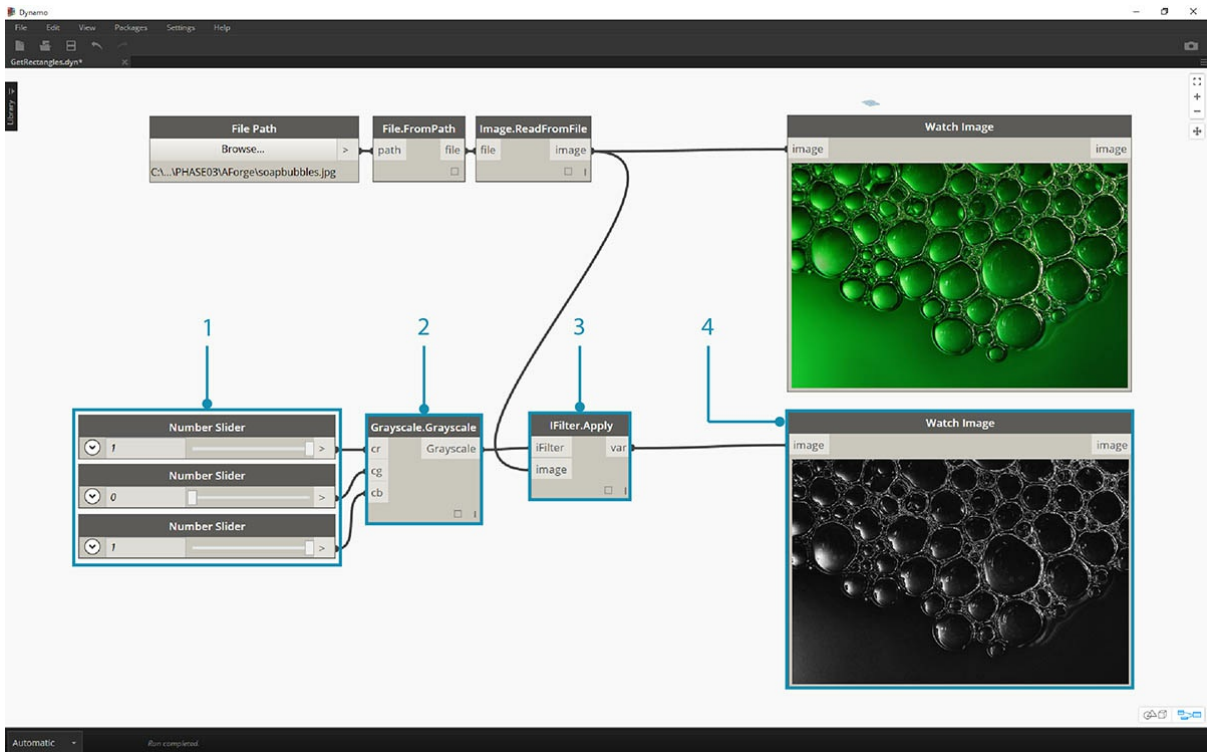 Dynamo
File Edit View Packages Settings Help
GetRectangles.dyn*
Library
File Path
Browse... >
C:\...\PHASE03\AForge\soapbubbles.jpg
File.FromPath
path file
Image.ReadFromFile
file image
Watch Image
image image
1
2
3
4
Number Slider
1 >
Number Slider
0 >
Number Slider
1 >
Grayscale.Grayscale
cr Grayscale
cg
cb
IFilter.Apply
iFilter var
image
Watch Image
image image
Automatic
Run completed.